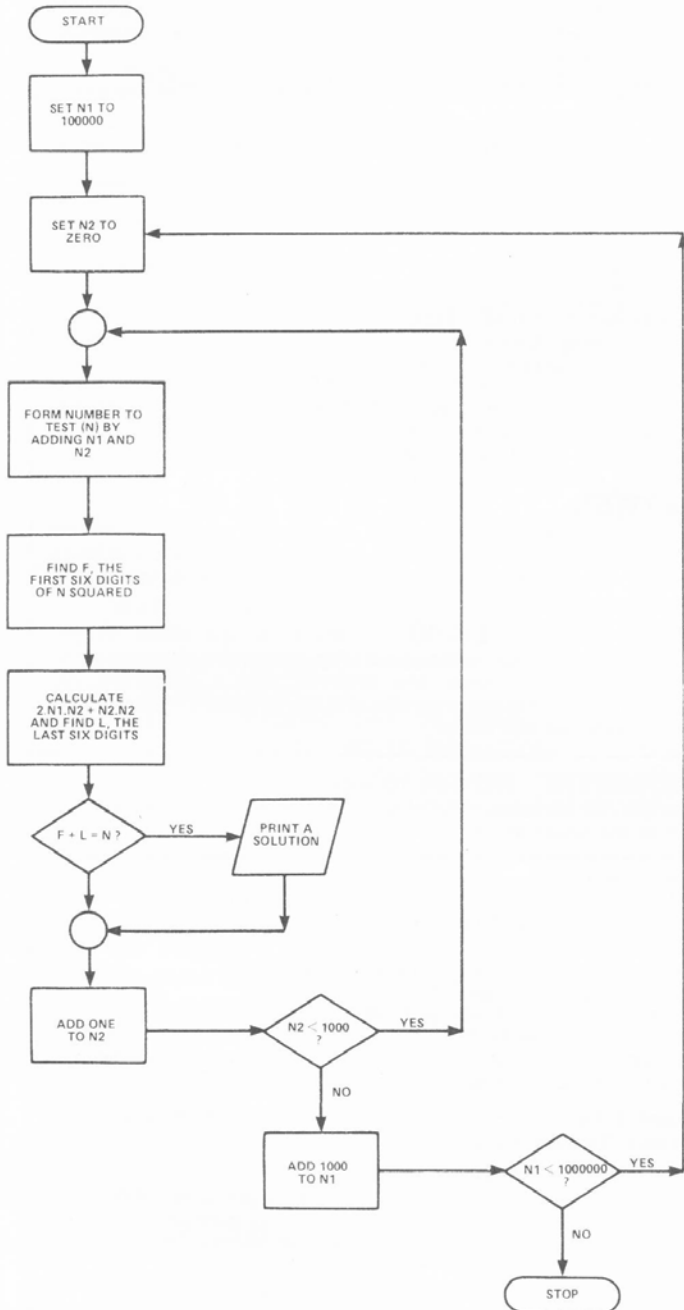 START
SET N1 TO
100000
SET N2 TO
ZERO
FORM NUMBER TO
TEST (N) BY
ADDING N1 AND
N2
FIND F, THE
FIRST SIX DIGITS
OF N SQUARED
CALCULATE
2.N1.N2 + N2.N2
AND FIND L, THE
LAST SIX DIGITS
F + L = N ?
YES
PRINT A
SOLUTION
ADD ONE
TO N2
N2 < 1000
?
YES
NO
ADD 1000
TO N1
N1 < 1000000
?
YES
NO
STOP